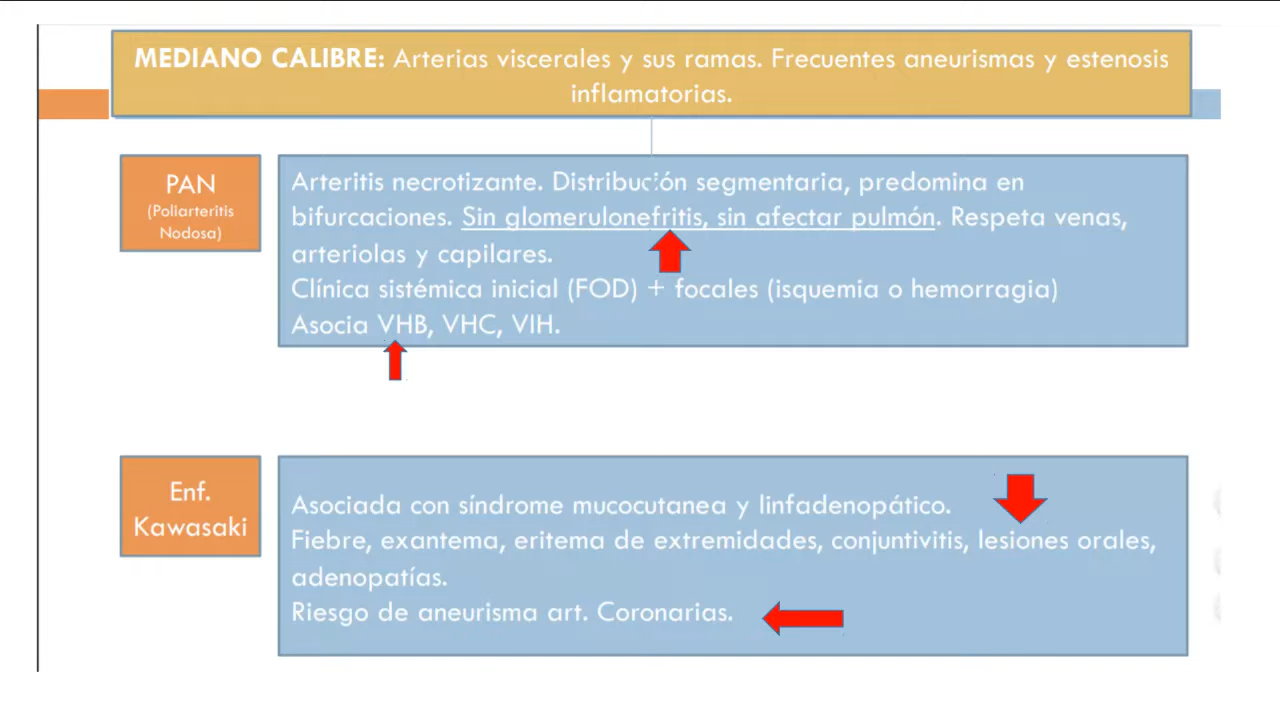 MEDIANO CALIBRE: Arterias viscerales y sus ramas. Frecuentes aneurismas y estenosis
inflamatorias.
PAN
(Poliarteritis
Nodosa)
Arteritis necrotizante. Distribución segmentaria, predomina en
bifurcaciones. Sin glomerulonefritis, sin afectar pulmón. Respeta venas,
arteriolas y capilares.
Clínica sistémica inicial (FOD) + focales (isquemia o hemorragia)
Asocia VHB, VHC, VIH.
Enf.
Kawasaki
Asociada con síndrome mucocutanea y linfadenopático.
Fiebre, exantema, eritema de extremidades, conjuntivitis, lesiones orales,
adenopatías.
Riesgo de aneurisma art. Coronarias.